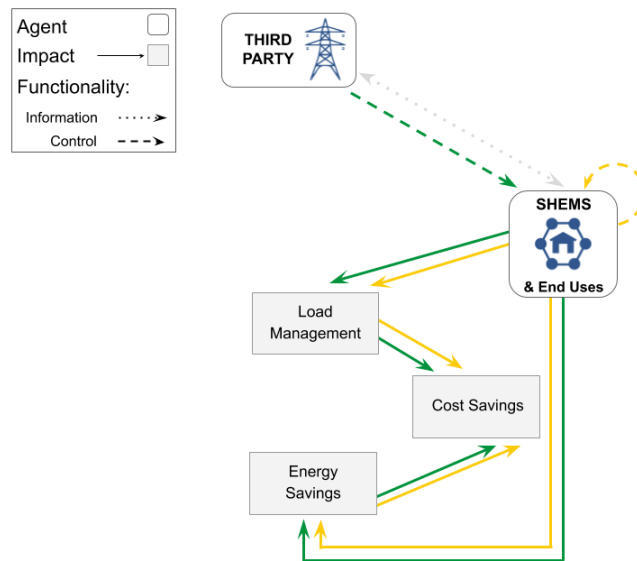 Agent
Impact
Functionality:
Information
Control
THIRD
PARTY
SHEMS
& End Uses
Load
Management
Cost Savings
Energy
Savings